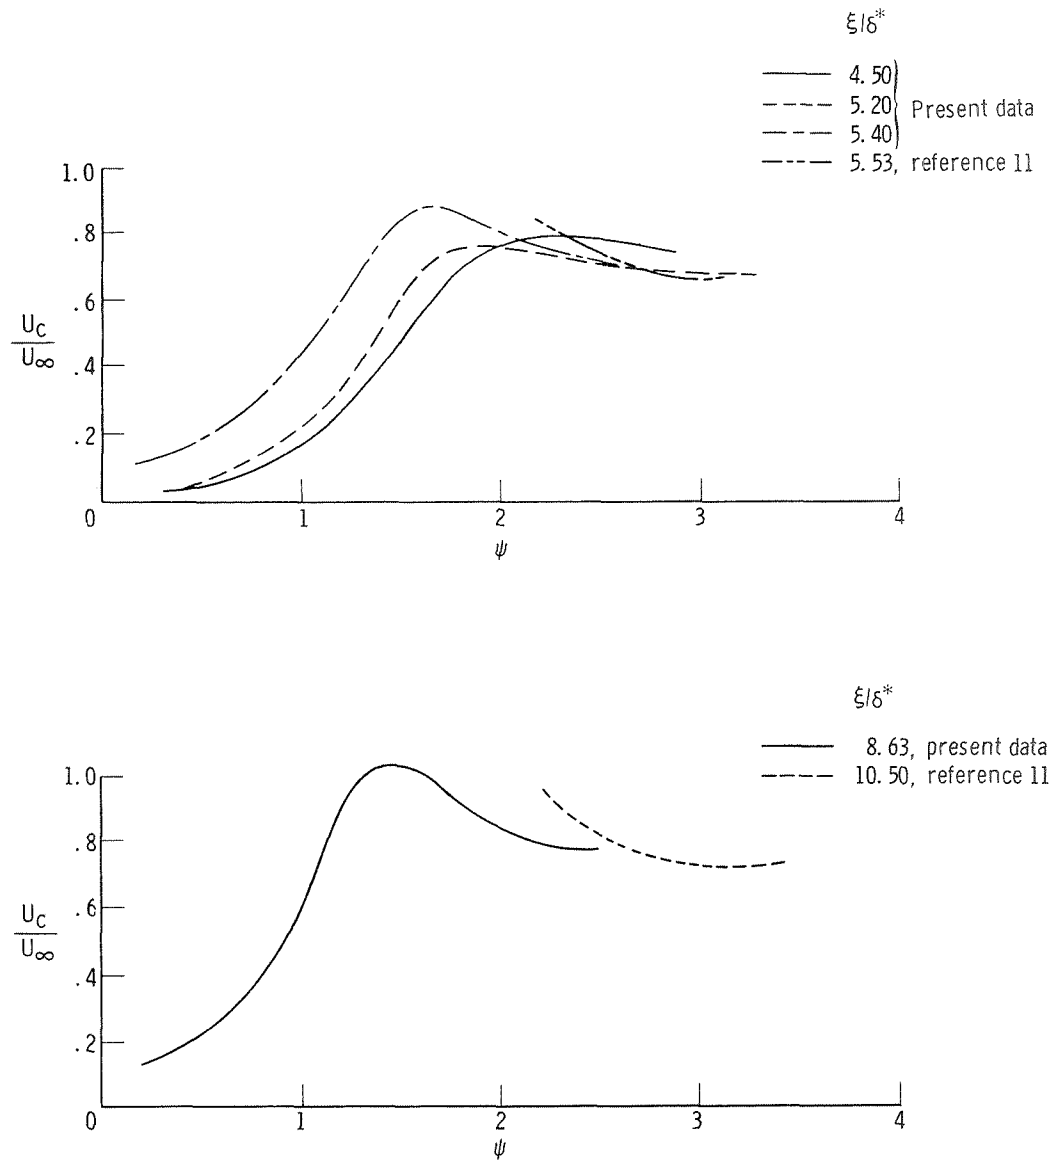 ξ/δ*
4.50
5.20 Present data
5.40
5.53, reference 11
1.0
.8
.6
U_c/U_∞
.4
.2
0 1 2 3 4
ψ
ξ/δ*
8.63, present data
10.50, reference 11
1.0
.8
.6
U_c/U_∞
.4
.2
0 1 2 3 4
ψ